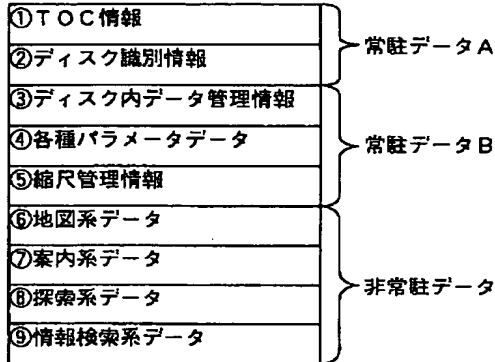 ①TOC情報
②ディスク識別情報
常駐データA
③ディスク内データ管理情報
④各種パラメータデータ
⑤縮尺管理情報
常駐データB
⑥地図系データ
⑦案内系データ
⑧探索系データ
⑨情報検索系データ
非常駐データ